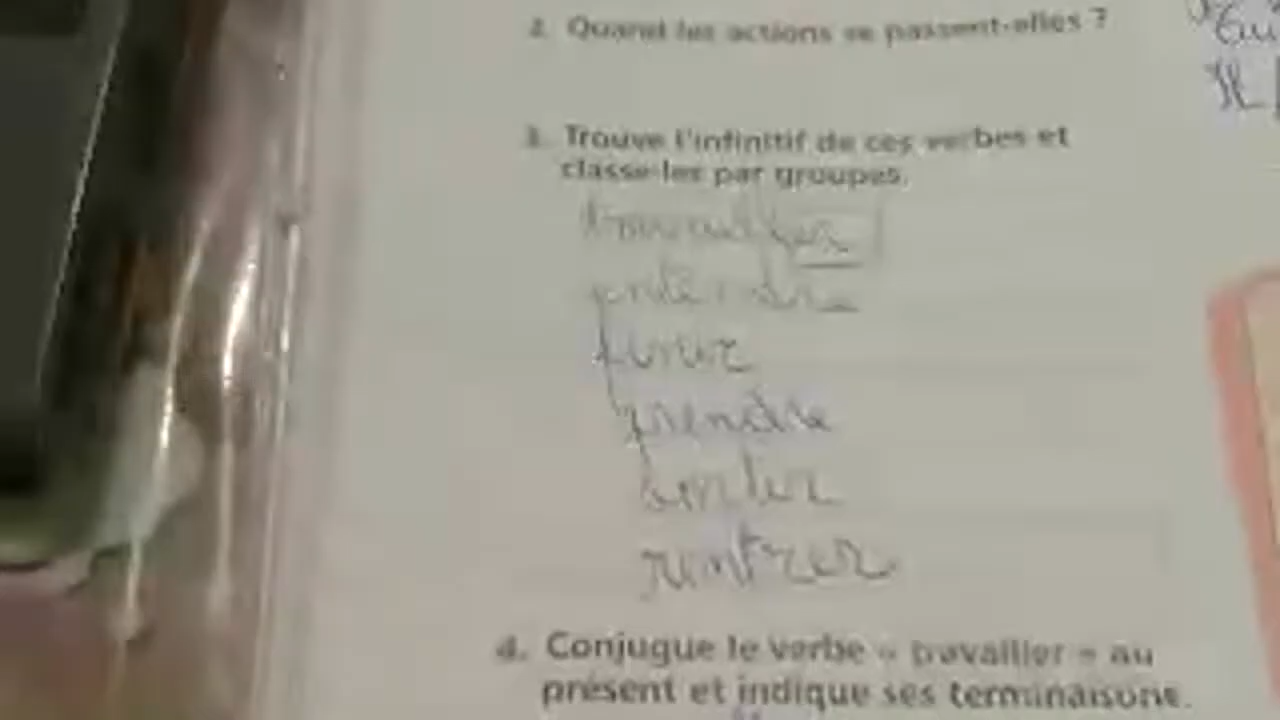 2. Quand les actions se passent-elles ?
3. Trouve l'infinitif de ces verbes et
classe-les par groupes.
travailler
entendre
finir
prendre
rentrer
4. Conjugue le verbe « travailler » au
présent et indique ses terminaisons.